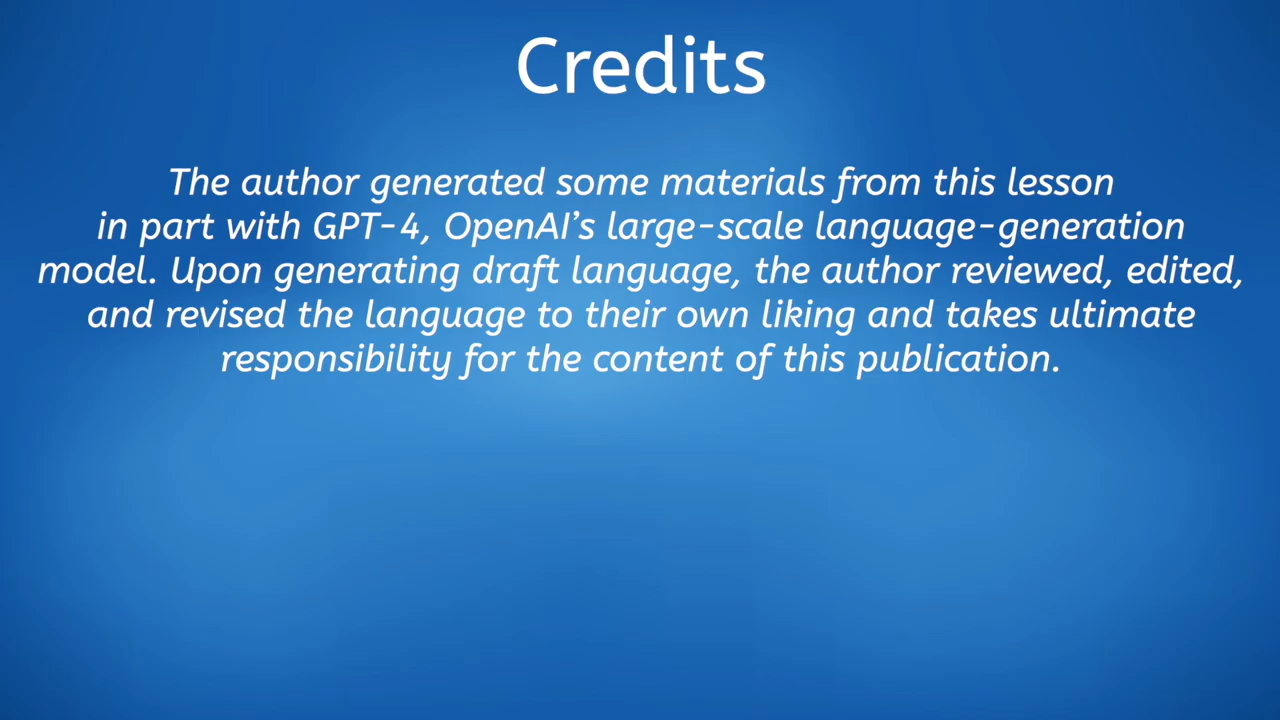 Credits
The author generated some materials from this lesson
in part with GPT-4, OpenAI’s large-scale language-generation
model. Upon generating draft language, the author reviewed, edited,
and revised the language to their own liking and takes ultimate
responsibility for the content of this publication.